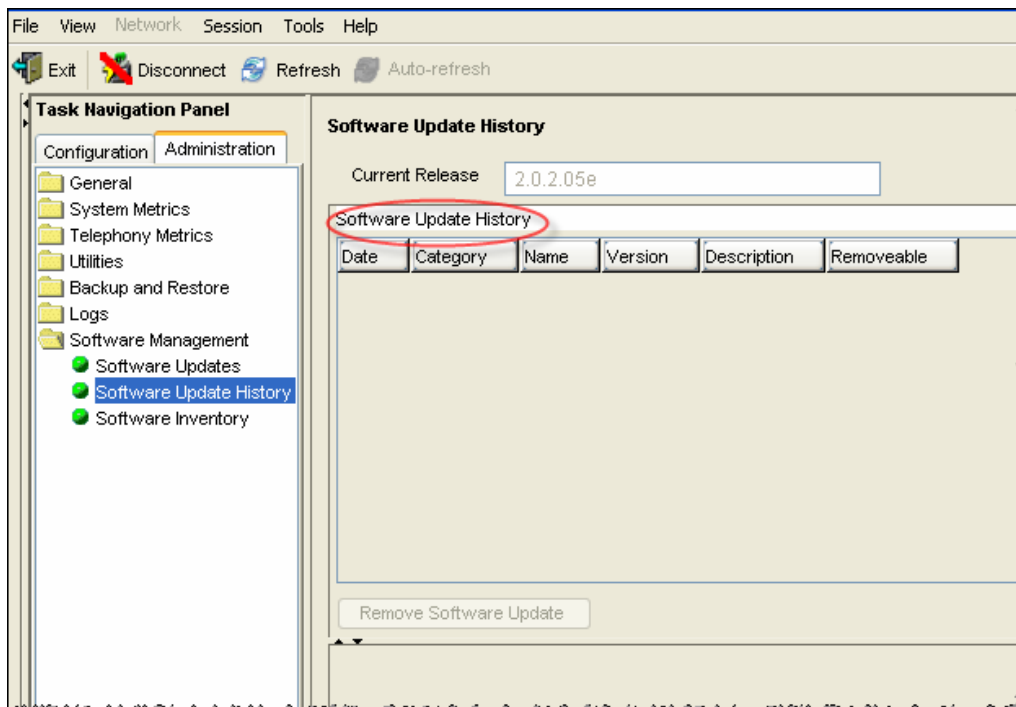 File View Network Session Tools Help
Exit Disconnect Refresh Auto-refresh
Task Navigation Panel
Configuration Administration
General
System Metrics
Telephony Metrics
Utilities
Backup and Restore
Logs
Software Management
Software Updates
Software Update History
Software Inventory
Software Update History
Current Release 2.0.2.05e
Software Update History
Date Category Name Version Description Removeable
Remove Software Update